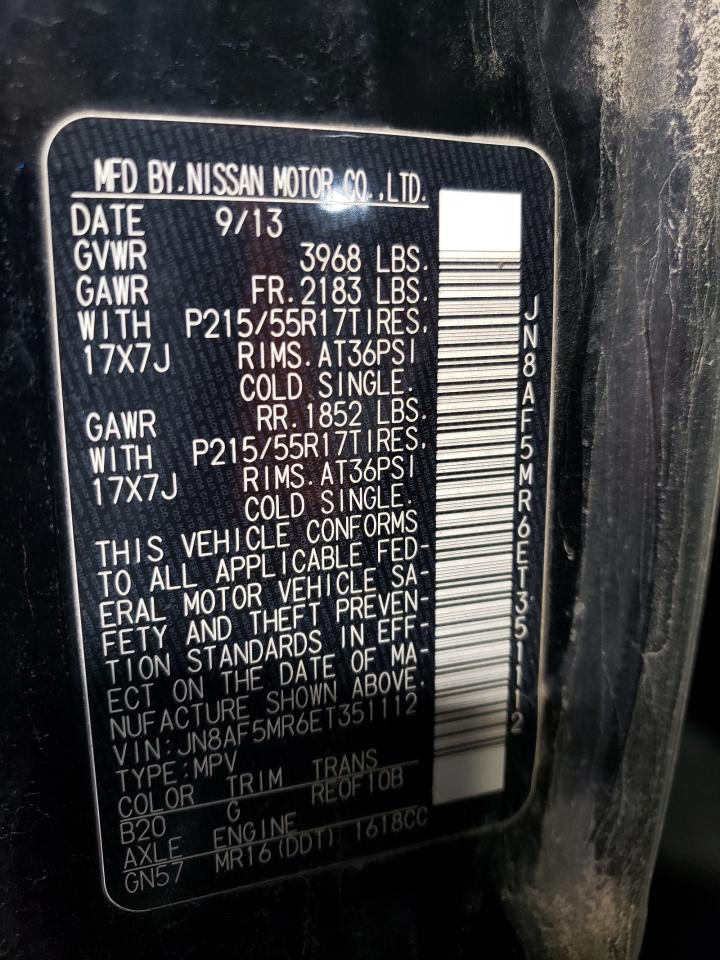 MFD BY.NISSAN MOTOR CO.,LTD.
DATE 9/13
GVWR 3968 LBS.
GAWR FR.2183 LBS.
WITH P215/55R17TIRES,
17X7J RIMS.AT36PSI
COLD SINGLE.
GAWR RR.1852 LBS.
WITH P215/55R17TIRES,
17X7J RIMS.AT36PSI
COLD SINGLE.
THIS VEHICLE CONFORMS
TO ALL APPLICABLE FED-
ERAL MOTOR VEHICLE SA-
FETY AND THEFT PREVEN-
TION STANDARDS IN EFF-
ECT ON THE DATE OF MA-
NUFACTURE SHOWN ABOVE.
VIN:JN8AF5MR6ET351112
TYPE:MPV
COLOR TRIM TRANS
B20 G REOF10B
AXLE ENGINE
GN57 MR16(DDT) 1618CC
JN8AF5MR6ET351112